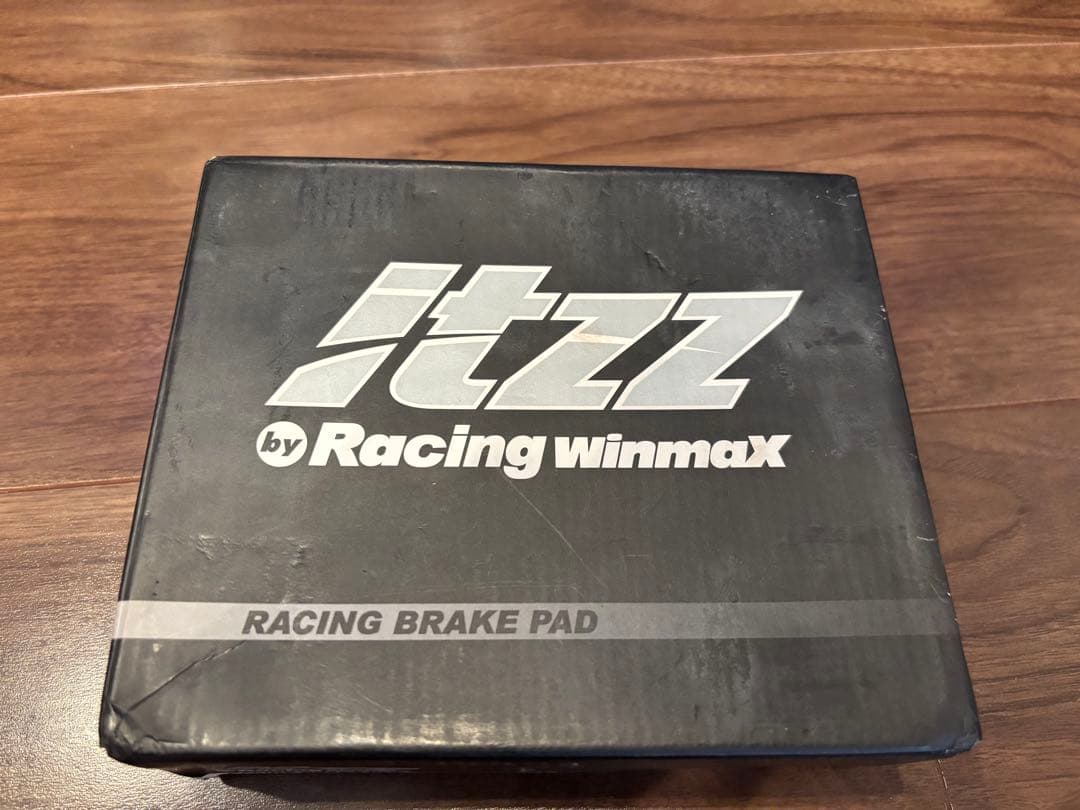 itzz
by Racing winmax
RACING BRAKE PAD